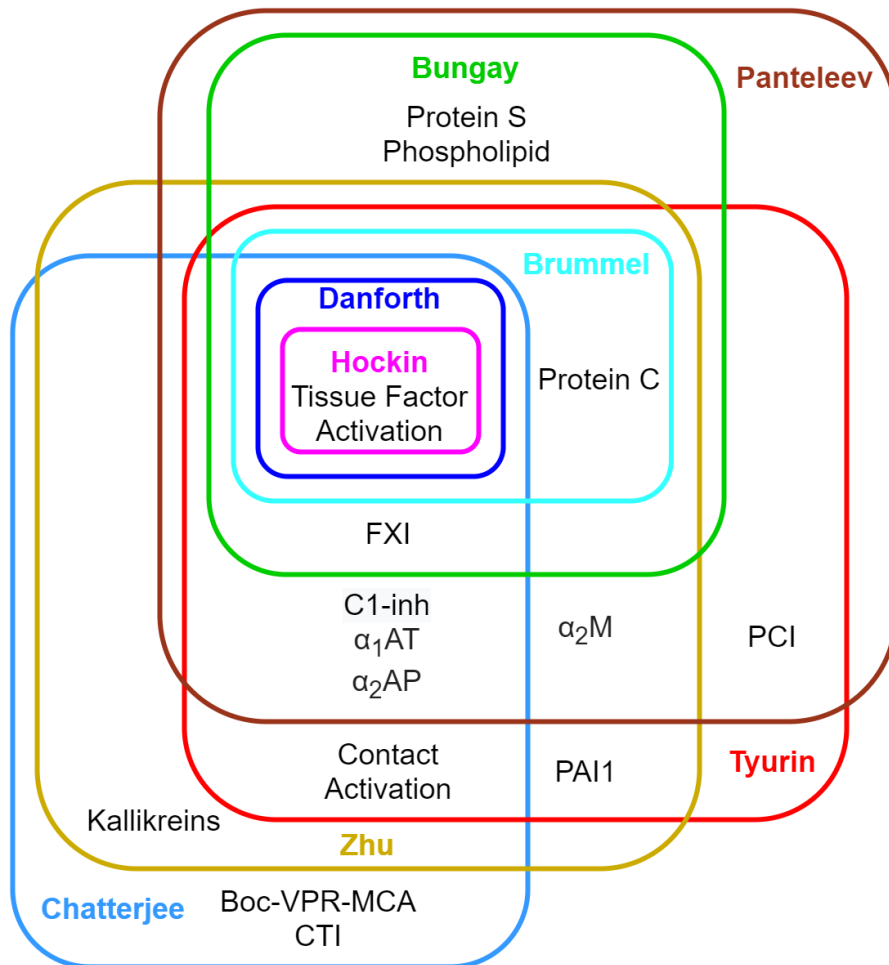 Bungay
Panteleev
Protein S
Phospholipid
Brummel
Danforth
Hockin
Tissue Factor
Activation
Protein C
FXI
C1-inh
α₁AT
α₂AP
α₂M
PCI
Contact
Activation
PAI1
Tyurin
Kallikreins
Zhu
Chatterjee
Boc-VPR-MCA
CTI